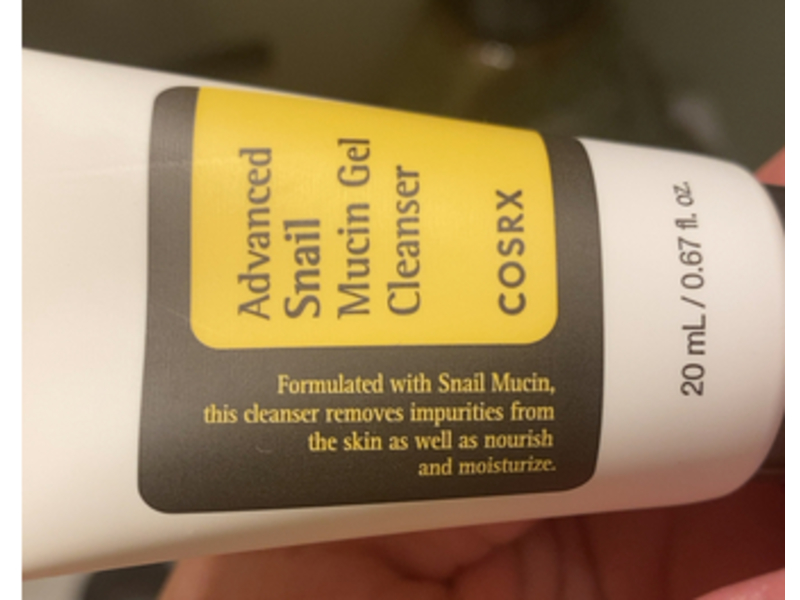 Advanced
Snail
Mucin Gel
Cleanser
COSRX
Formulated with Snail Mucin,
this cleanser removes impurities from
the skin as well as nourish
and moisturize.
20 mL / 0.67 fl. oz.